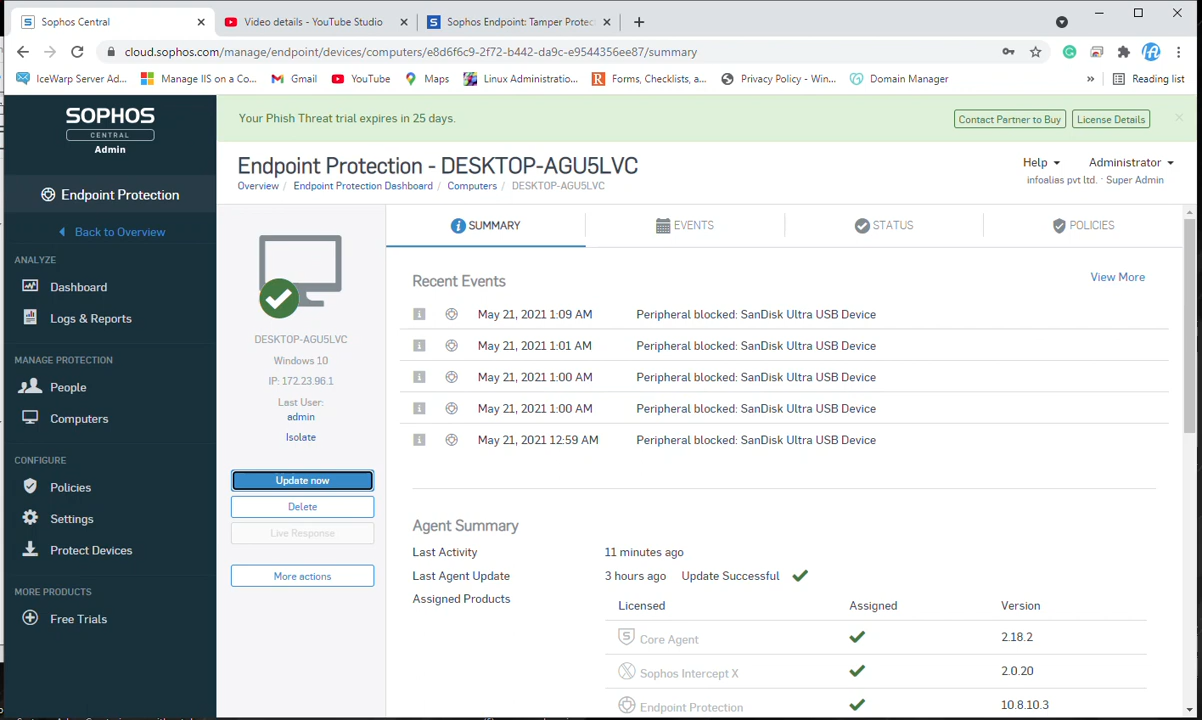 Sophos Central
Video details - YouTube Studio
Sophos Endpoint: Tamper Protec
cloud.sophos.com/manage/endpoint/devices/computers/e8d6f6c9-2f72-b442-da9c-e9544356ee87/summary
IceWarp Server Ad...
Manage IIS on a Co...
Gmail
YouTube
Maps
Linux Administratio...
Forms, Checklists, a...
Privacy Policy - Win...
Domain Manager
»
Reading list
SOPHOS
CENTRAL
Admin
Your Phish Threat trial expires in 25 days.
Contact Partner to Buy
License Details
Endpoint Protection - DESKTOP-AGU5LVC
Overview / Endpoint Protection Dashboard / Computers / DESKTOP-AGU5LVC
Help
Administrator
infoalias pvt ltd. · Super Admin
Endpoint Protection
Back to Overview
ANALYZE
Dashboard
Logs & Reports
MANAGE PROTECTION
People
Computers
CONFIGURE
Policies
Settings
Protect Devices
MORE PRODUCTS
Free Trials
DESKTOP-AGU5LVC
Windows 10
IP: 172.23.96.1
Last User:
admin
Isolate
Update now
Delete
Live Response
More actions
SUMMARY
EVENTS
STATUS
POLICIES
Recent Events
View More
May 21, 2021 1:09 AM Peripheral blocked: SanDisk Ultra USB Device
May 21, 2021 1:01 AM Peripheral blocked: SanDisk Ultra USB Device
May 21, 2021 1:00 AM Peripheral blocked: SanDisk Ultra USB Device
May 21, 2021 1:00 AM Peripheral blocked: SanDisk Ultra USB Device
May 21, 2021 12:59 AM Peripheral blocked: SanDisk Ultra USB Device
Agent Summary
Last Activity 11 minutes ago
Last Agent Update 3 hours ago Update Successful
Assigned Products
Licensed Assigned Version
Core Agent 2.18.2
Sophos Intercept X 2.0.20
Endpoint Protection 10.8.10.3